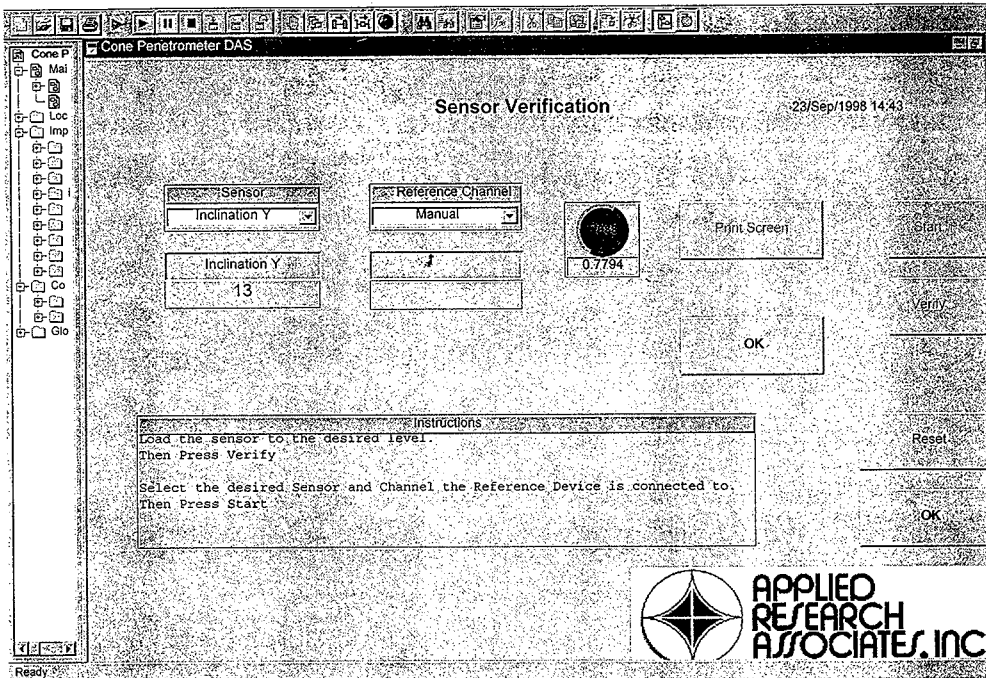 Cone Penetrometer DAS
Cone P
Mai
Loc
Imp
i
Co
Glo
Sensor Verification
23/Sep/1998 14:43
Sensor
Inclination Y
Inclination Y
13
Reference Channel
Manual
0.7794
Print Screen
OK
Start
Verify
Reset
OK
Instructions
Load the sensor to the desired level.
Then Press Verify
Select the desired Sensor and Channel the Reference Device is connected to.
Then Press Start
APPLIED
RESEARCH
ASSOCIATES, INC
Ready